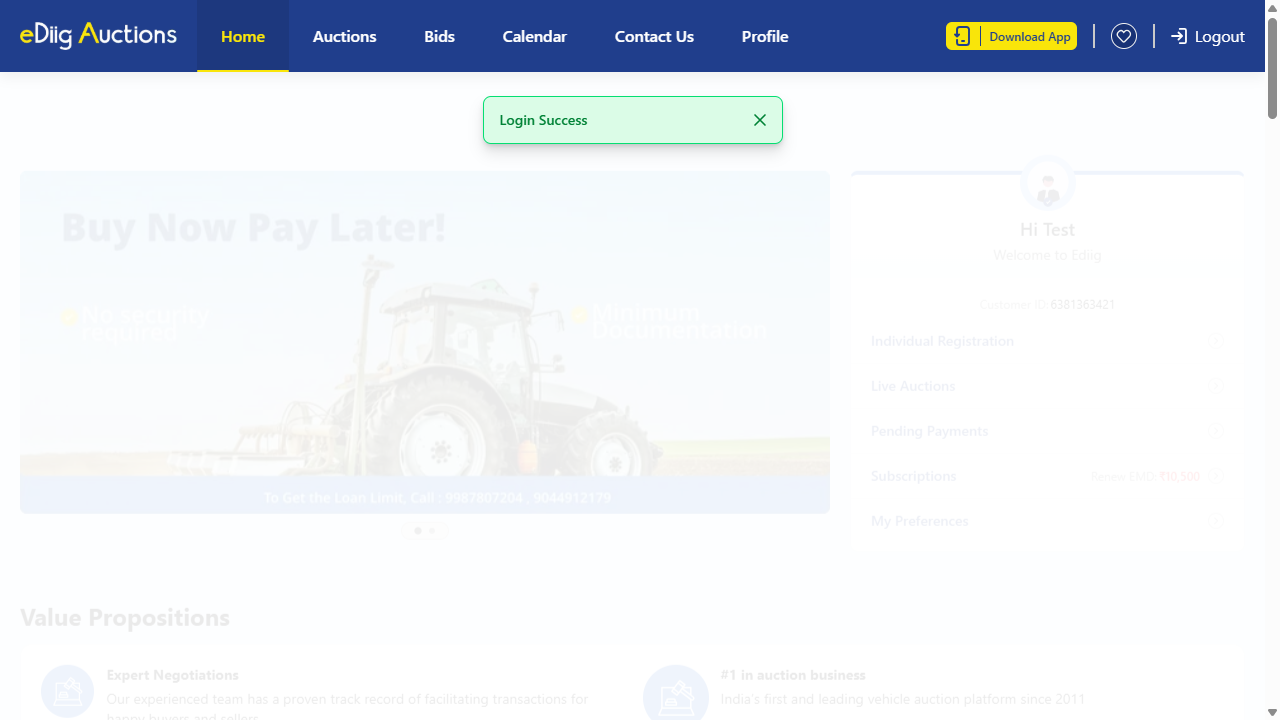 eDiig Auctions
Home
Auctions
Bids
Calendar
Contact Us
Profile
Download App
Logout
Login Success
Buy Now Pay Later!
No security
required
Minimum
Documentation
To Get the Loan Limit, Call : 9987807204 , 9044912179
Hi Test
Welcome to Ediig
Customer ID: 6381363421
Individual Registration
Live Auctions
Pending Payments
Subscriptions
Renew EMD: ₹10,500
My Preferences
Value Propositions
Expert Negotiations
Our experienced team has a proven track record of facilitating transactions for
happy buyers and sellers
#1 in auction business
India's first and leading vehicle auction platform since 2011